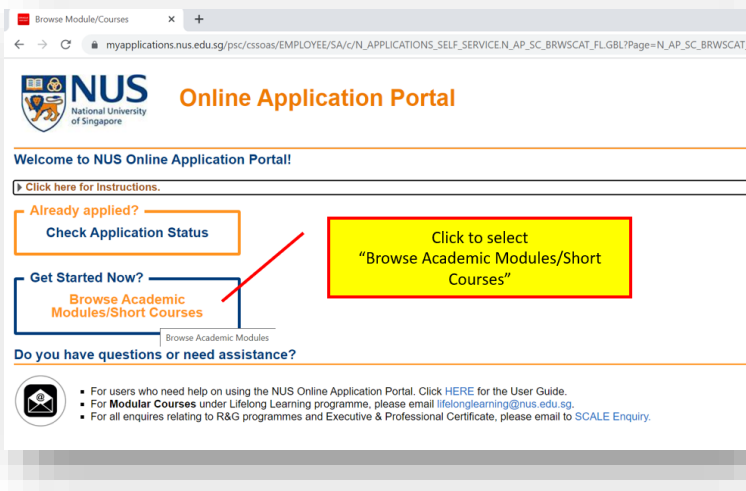 Browse Module/Courses
myapplications.nus.edu.sg/psc/cssoas/EMPLOYEE/SA/c/N_APPLICATIONS_SELF_SERVICE.N_AP_SC_BRWSCAT_FL.GBL?Page=N_AP_SC_BRWSCAT_
NUS
National University
of Singapore
Online Application Portal
Welcome to NUS Online Application Portal!
Click here for Instructions.
Already applied?
Check Application Status
Click to select
“Browse Academic Modules/Short
Courses”
Get Started Now?
Browse Academic
Modules/Short Courses
Browse Academic Modules
Do you have questions or need assistance?
For users who need help on using the NUS Online Application Portal. Click HERE for the User Guide.
For Modular Courses under Lifelong Learning programme, please email lifelonglearning@nus.edu.sg.
For all enquires relating to R&G programmes and Executive & Professional Certificate, please email to SCALE Enquiry.